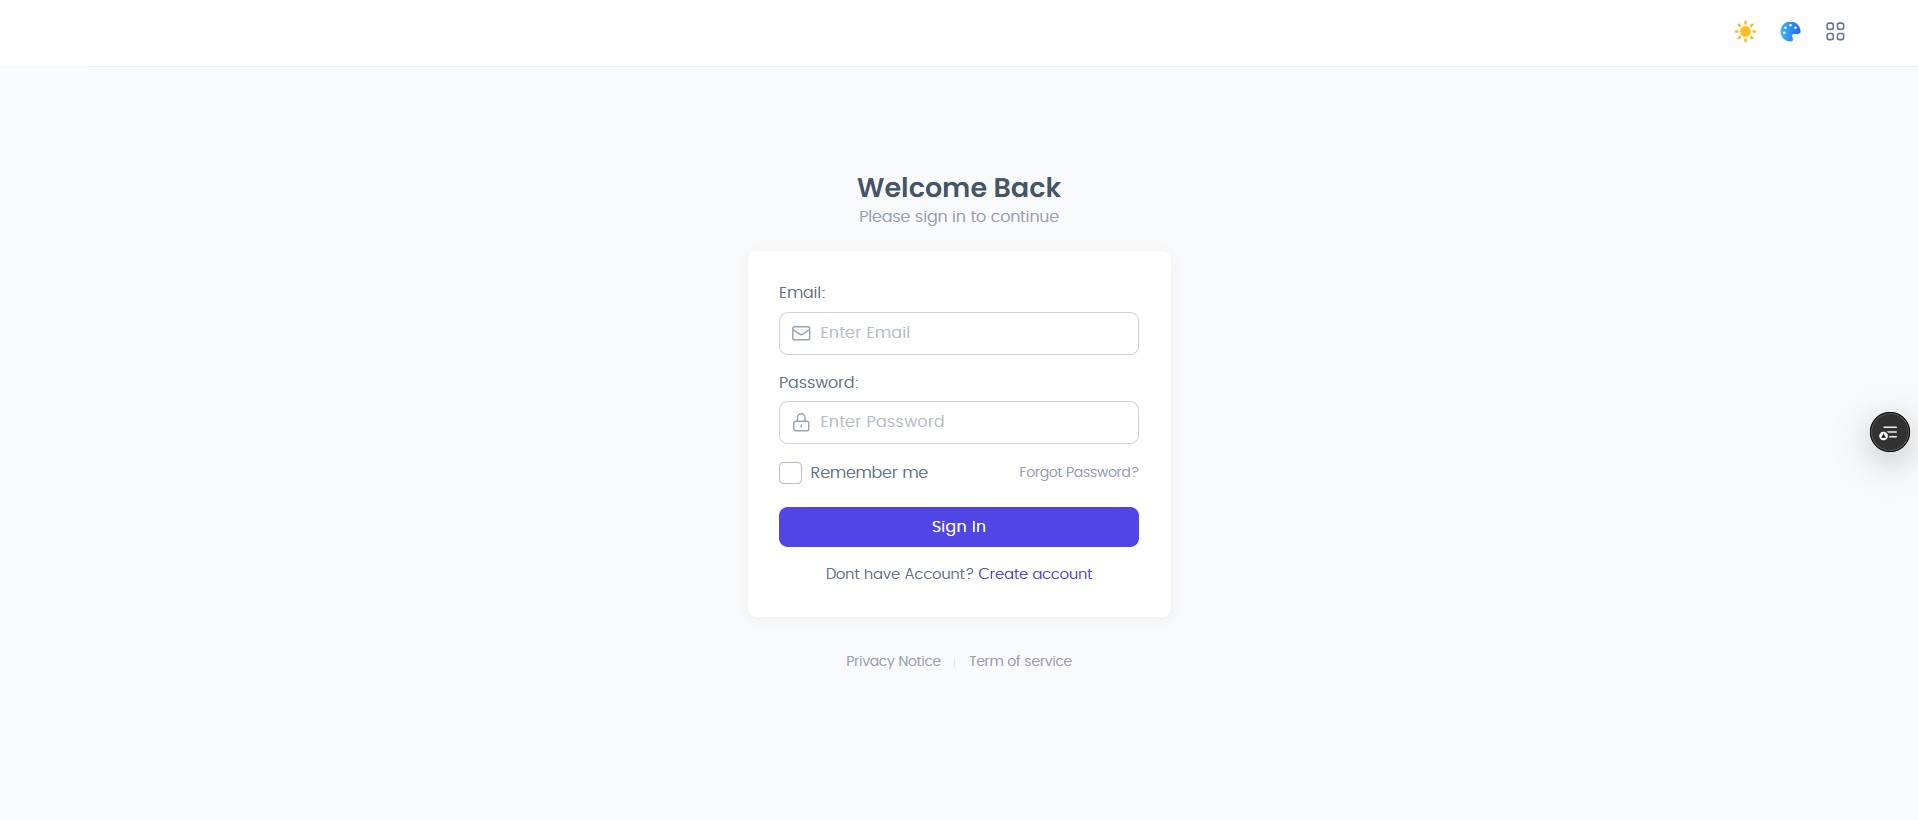 Welcome Back
Please sign in to continue
Email:
Enter Email
Password:
Enter Password
Remember me
Forgot Password?
Sign In
Dont have Account? Create account
Privacy Notice
Term of service